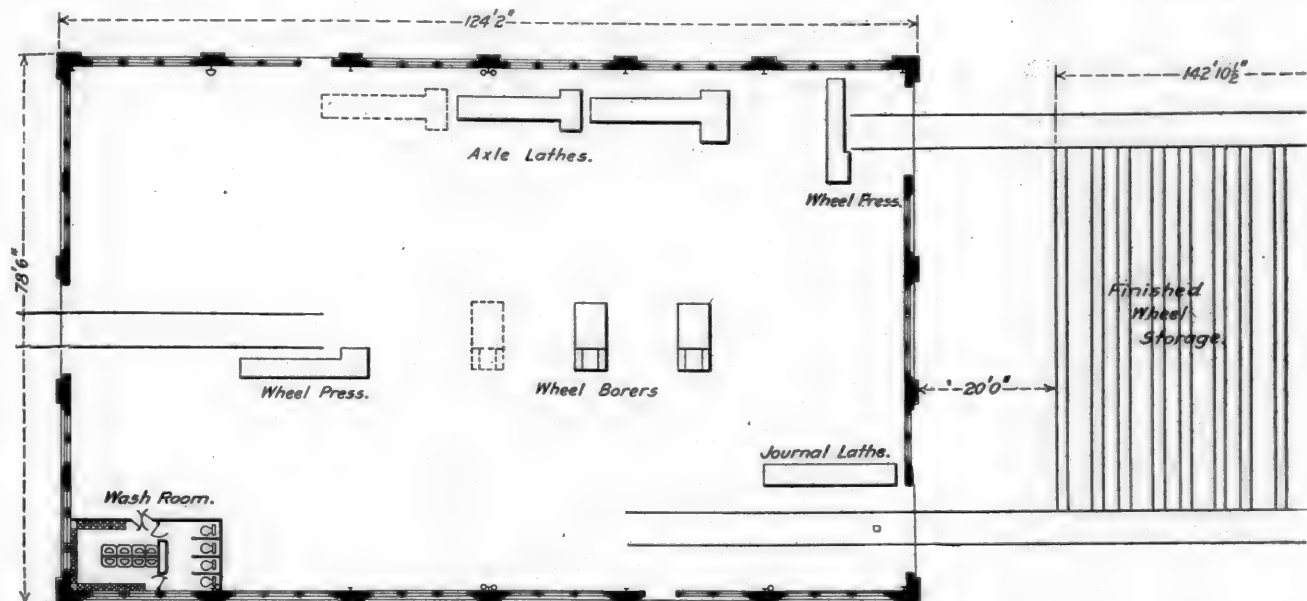 124'2"
142'10½"
Axle Lathes.
Wheel Press.
78'6"
Finished
Wheel
Storage.
Wheel Press.
Wheel Borers
20'0"
Journal Lathe.
Wash Room.